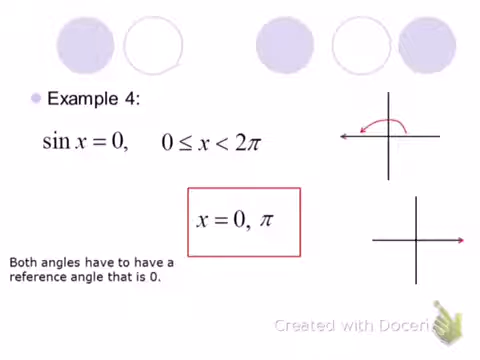 Example 4:
sin x = 0, 0 ≤ x < 2π
x = 0, π
Both angles have to have a
reference angle that is 0.
Created with Doceri